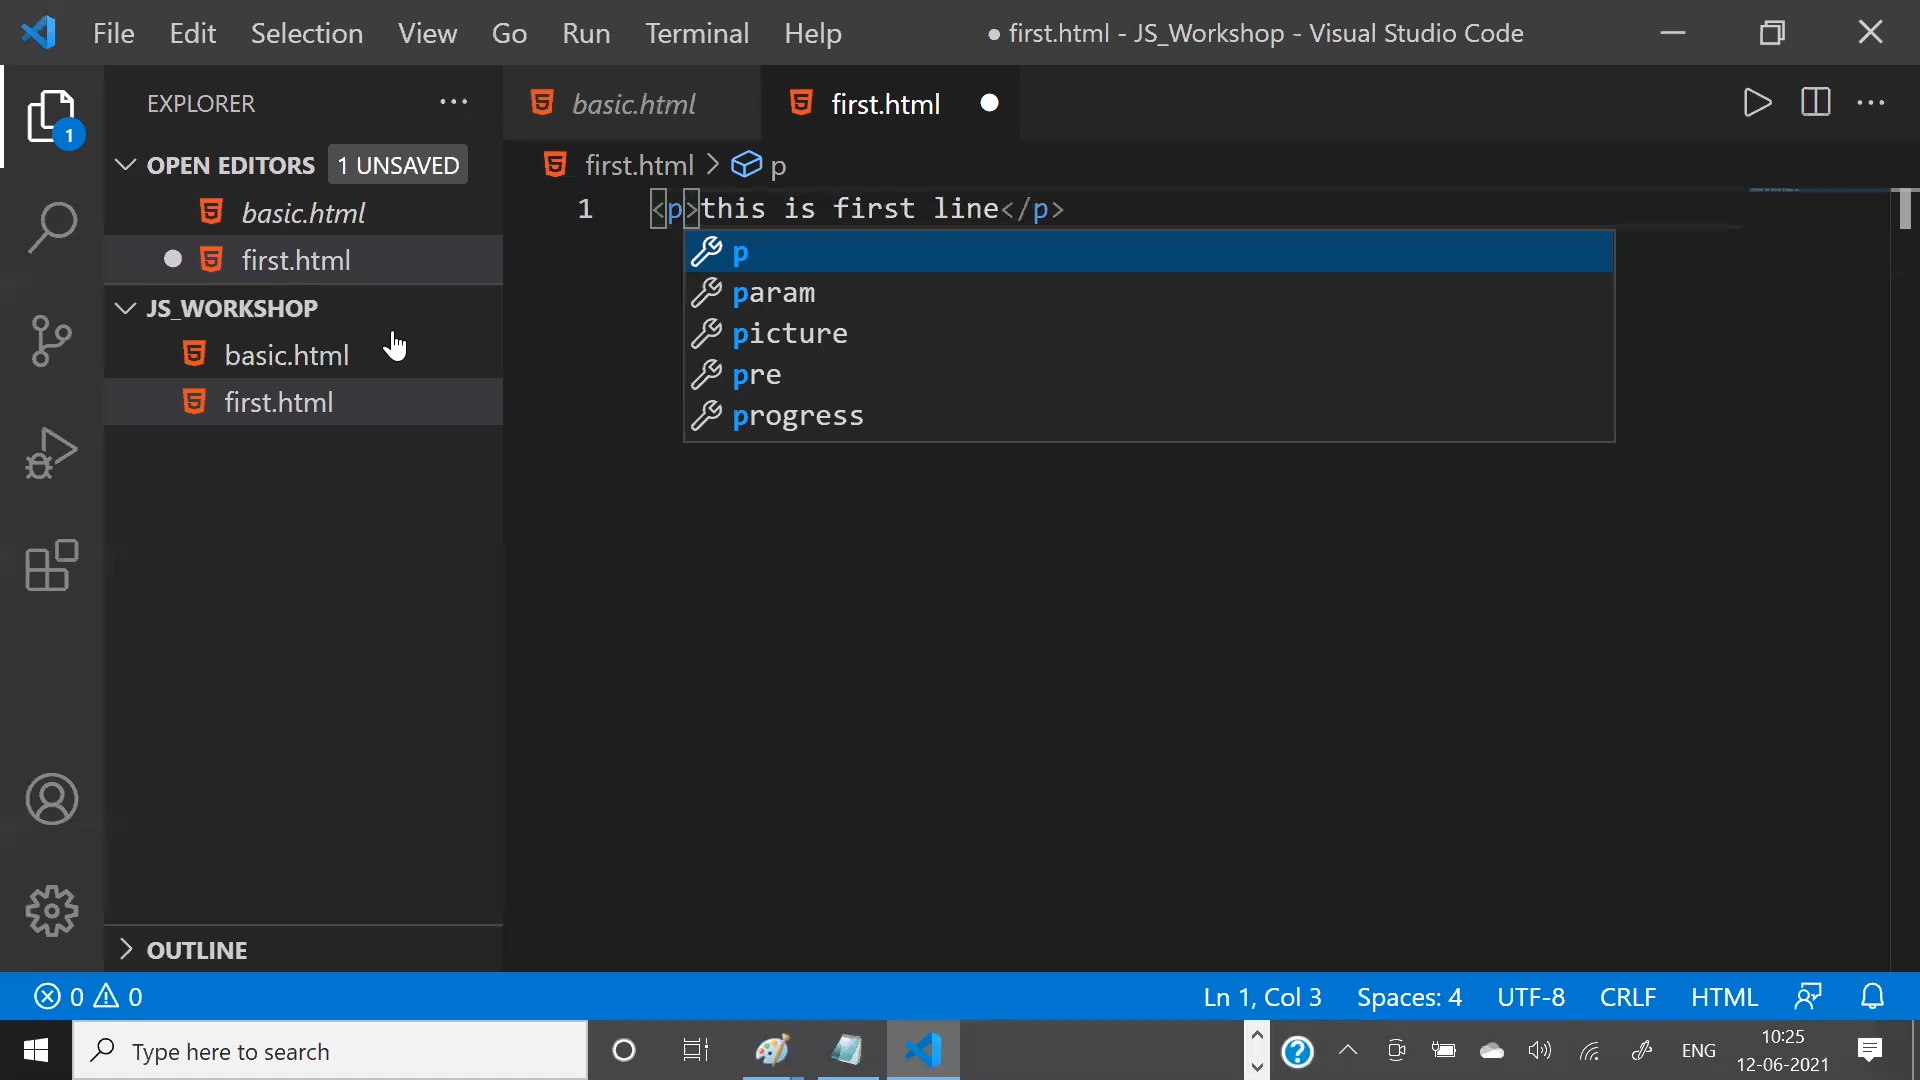 File Edit Selection View Go Run Terminal Help
● first.html - JS_Workshop - Visual Studio Code
EXPLORER
1
OPEN EDITORS 1 UNSAVED
basic.html
first.html
JS_WORKSHOP
basic.html
first.html
OUTLINE
basic.html first.html
first.html > p
1 <p>this is first line</p>
p
param
picture
pre
progress
0 0
Ln 1, Col 3 Spaces: 4 UTF-8 CRLF HTML
Type here to search
ENG
10:25
12-06-2021